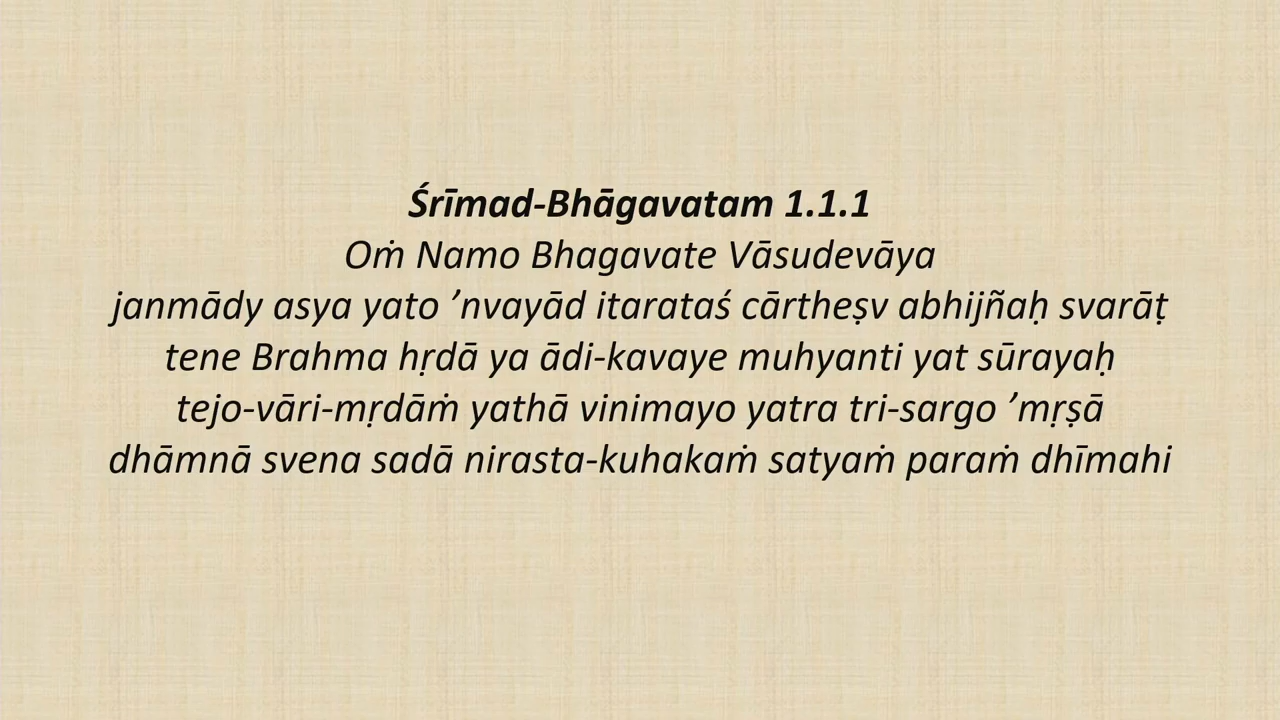 Śrīmad-Bhāgavatam 1.1.1
Oṁ Namo Bhagavate Vāsudevāya
janmādy asya yato ’nvayād itarataś cārtheṣv abhijñaḥ svarāṭ
tene Brahma hṛdā ya ādi-kavaye muhyanti yat sūrayaḥ
tejo-vāri-mṛdāṁ yathā vinimayo yatra tri-sargo ’mṛṣā
dhāmnā svena sadā nirasta-kuhakaṁ satyaṁ paraṁ dhīmahi